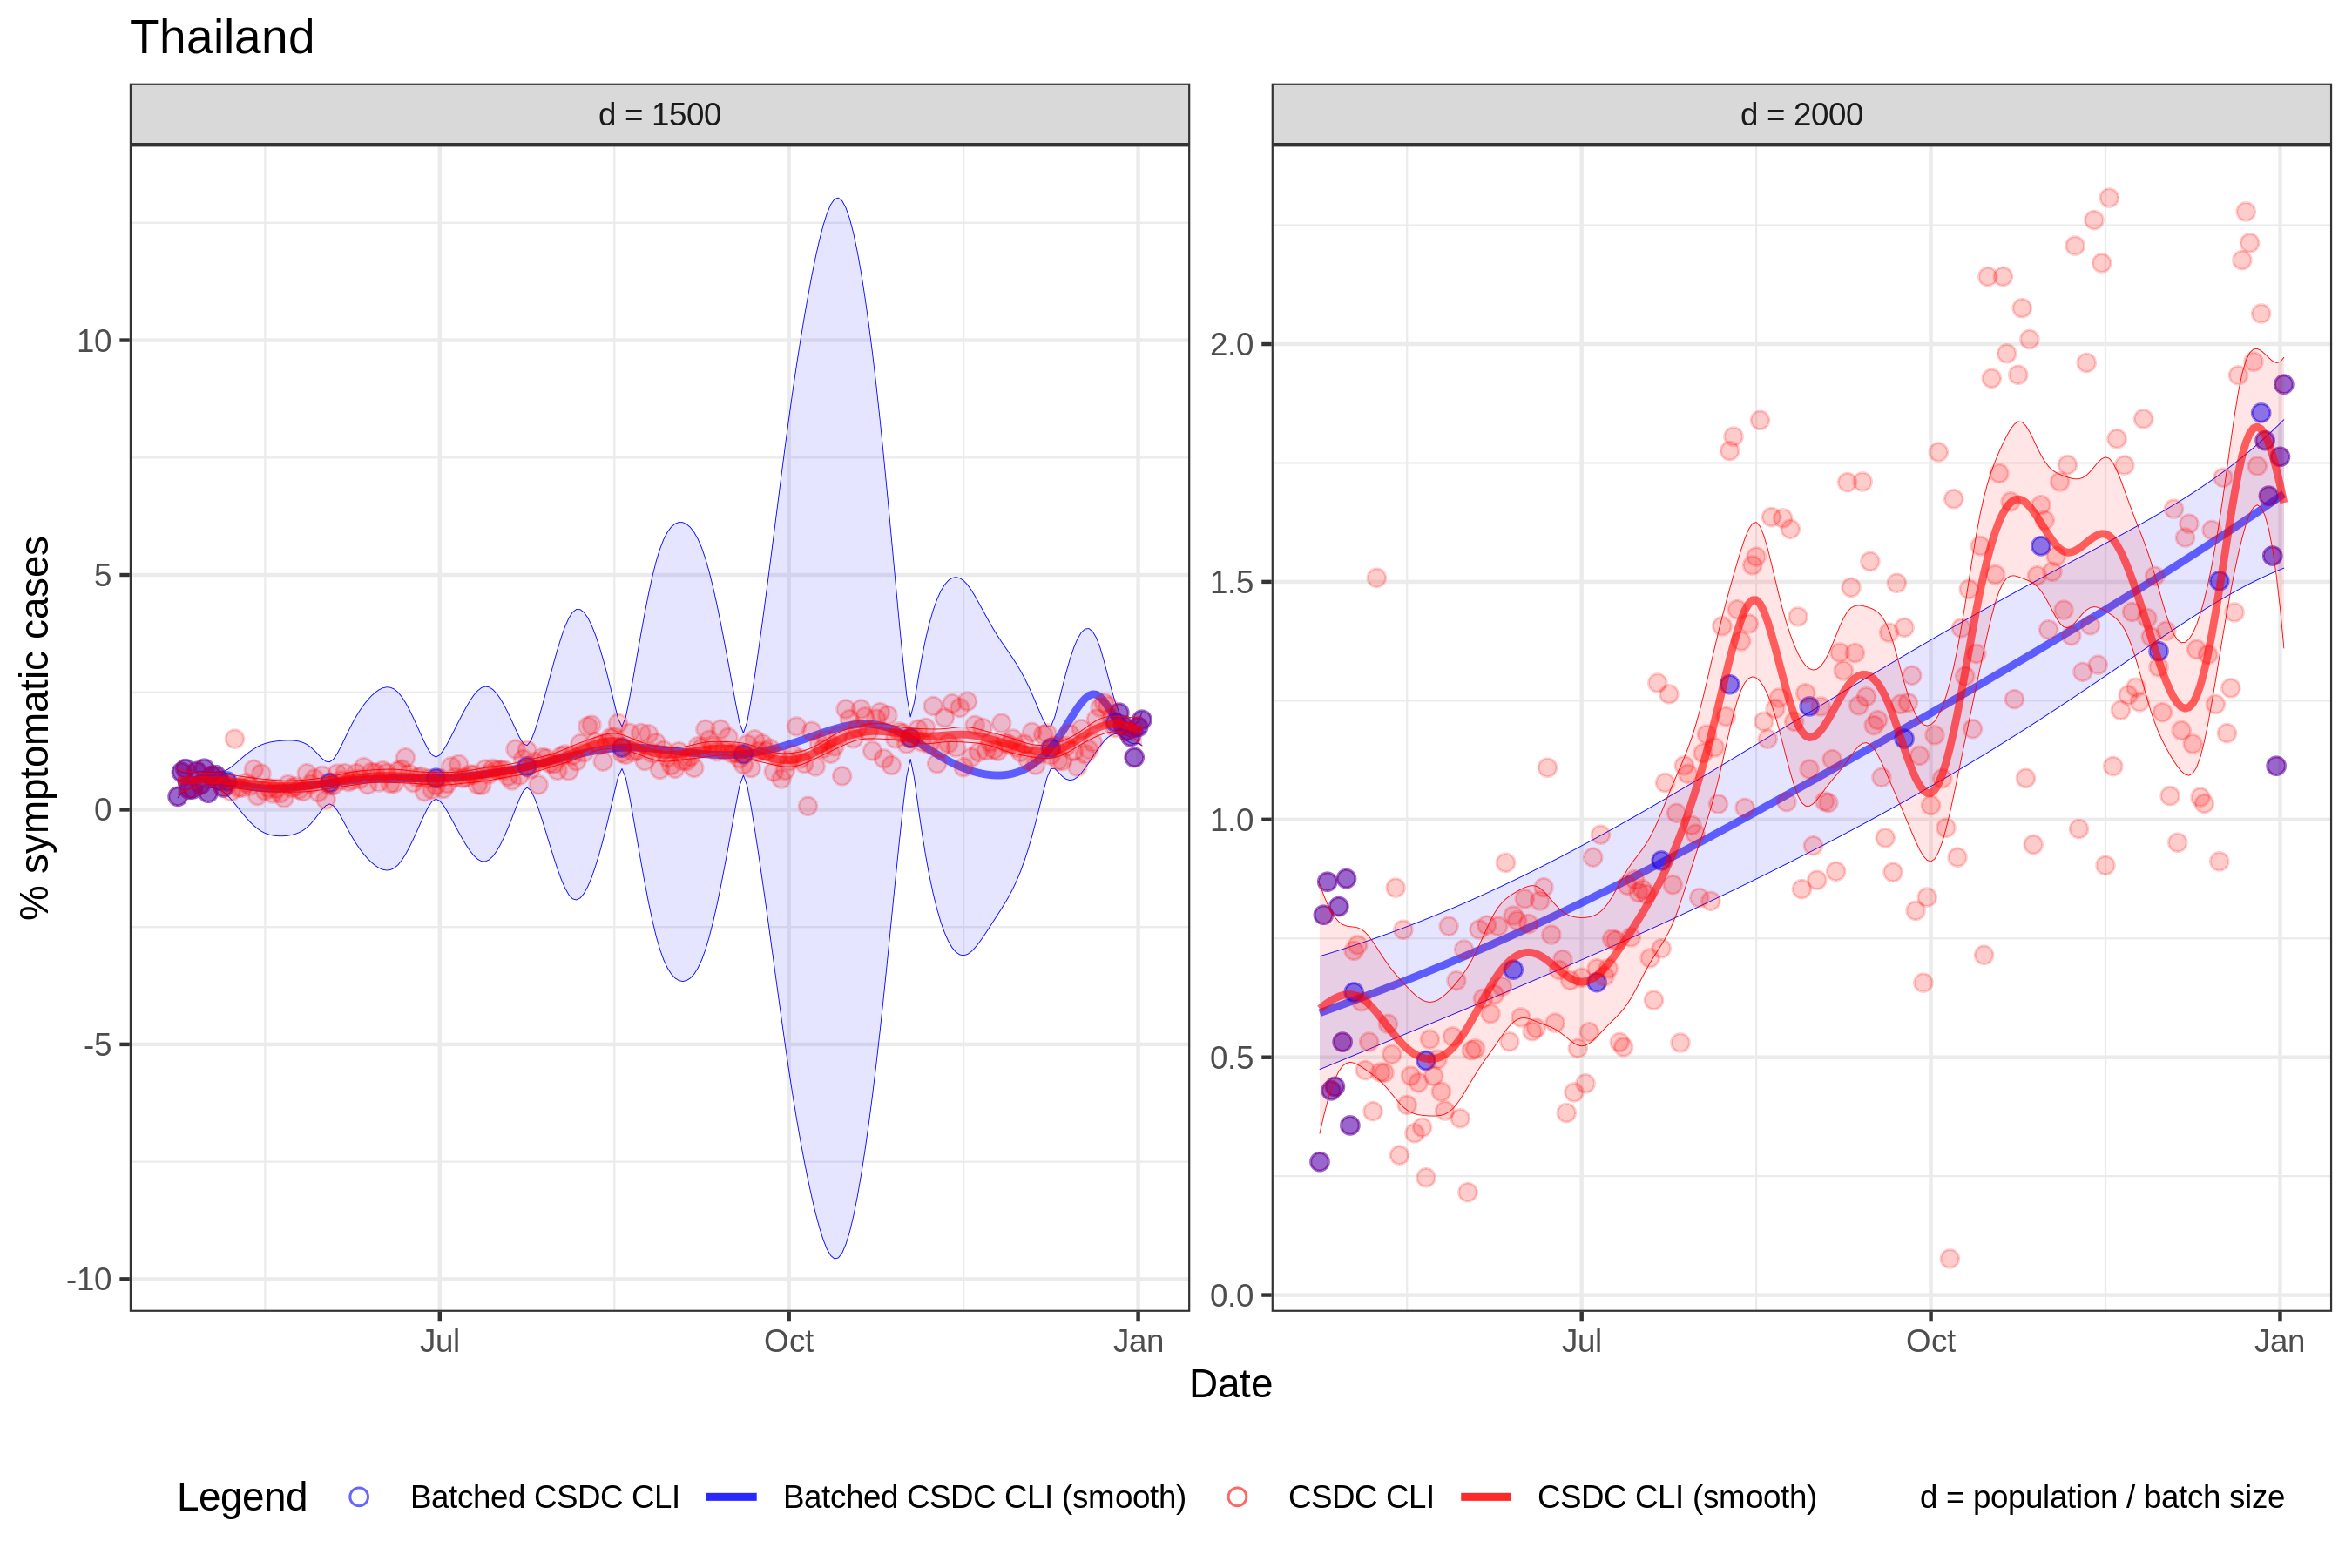 Thailand
d = 1500
d = 2000
% symptomatic cases
10
5
0
-5
-10
2.0
1.5
1.0
0.5
0.0
Jul
Oct
Jan
Jul
Oct
Jan
Date
Legend Batched CSDC CLI Batched CSDC CLI (smooth) CSDC CLI CSDC CLI (smooth) d = population / batch size